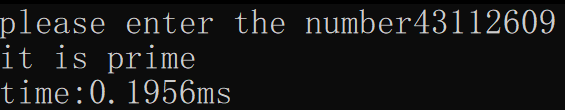 please enter the number43112609
it is prime
time:0.1956ms